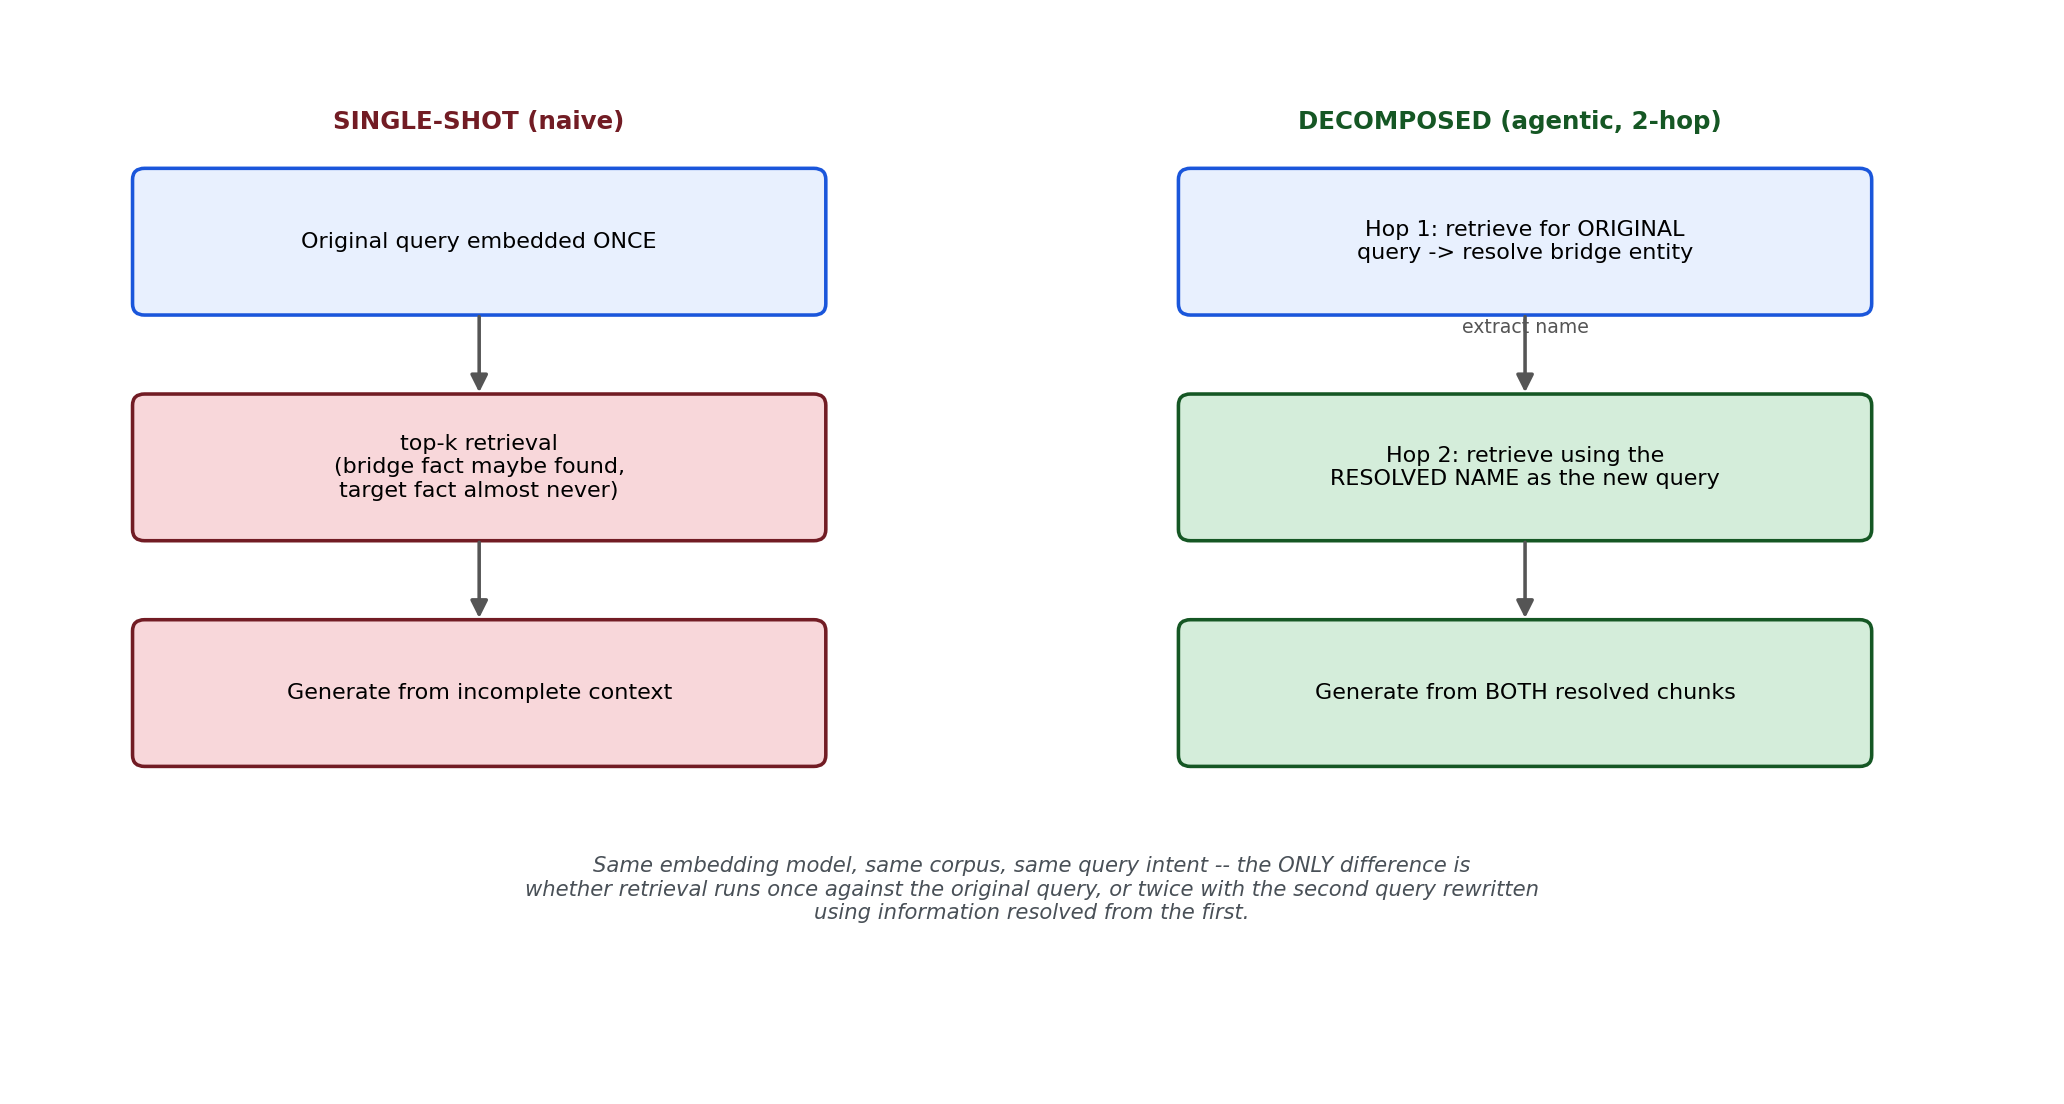 SINGLE-SHOT (naive)
Original query embedded ONCE
top-k retrieval
(bridge fact maybe found,
target fact almost never)
Generate from incomplete context
DECOMPOSED (agentic, 2-hop)
Hop 1: retrieve for ORIGINAL
query -> resolve bridge entity
extract name
Hop 2: retrieve using the
RESOLVED NAME as the new query
Generate from BOTH resolved chunks
Same embedding model, same corpus, same query intent -- the ONLY difference is
whether retrieval runs once against the original query, or twice with the second query rewritten
using information resolved from the first.